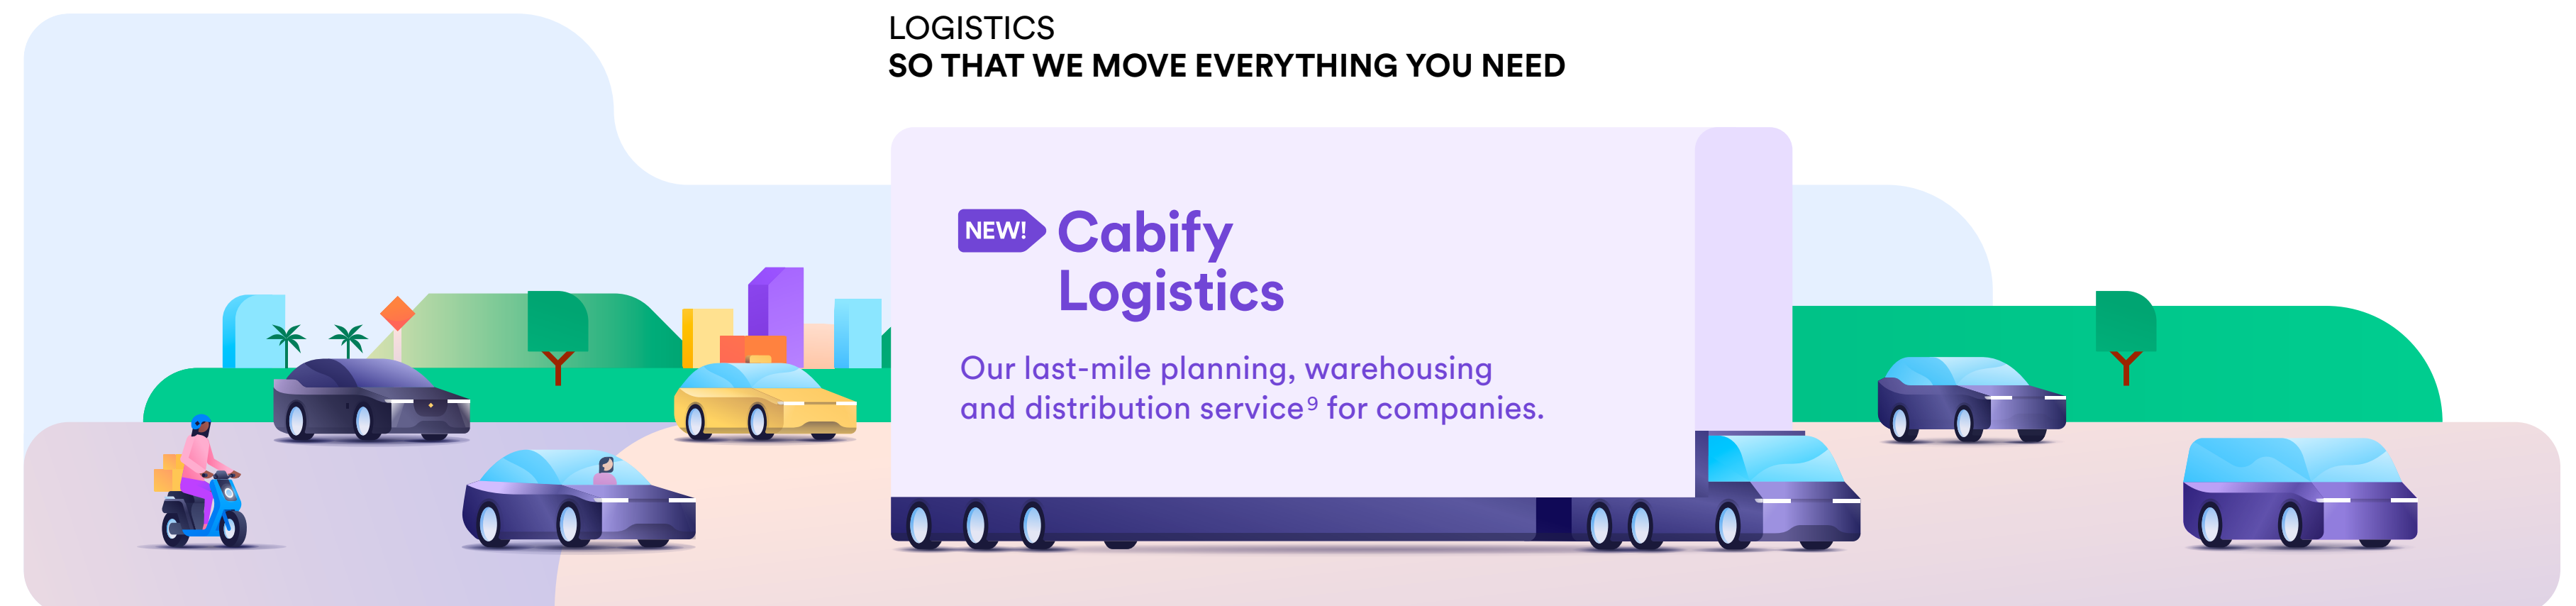 LOGISTICS
SO THAT WE MOVE EVERYTHING YOU NEED
NEW! Cabify
Logistics
Our last-mile planning, warehousing
and distribution service⁹ for companies.